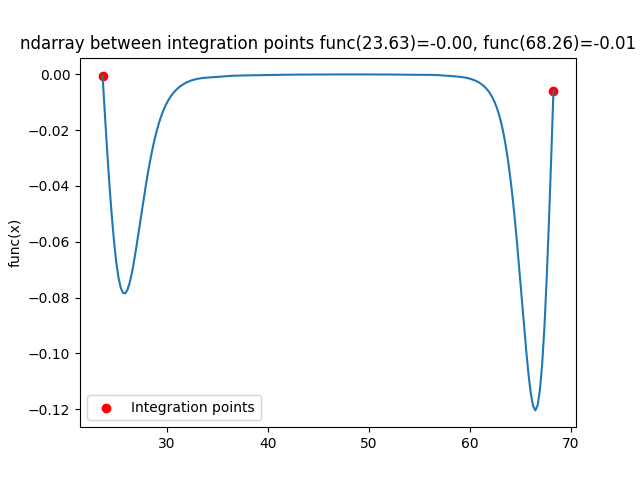 ndarray between integration points func(23.63)=-0.00, func(68.26)=-0.01
0.00
−0.02
−0.04
−0.06
−0.08
−0.10
−0.12
func(x)
Integration points
30 40 50 60 70